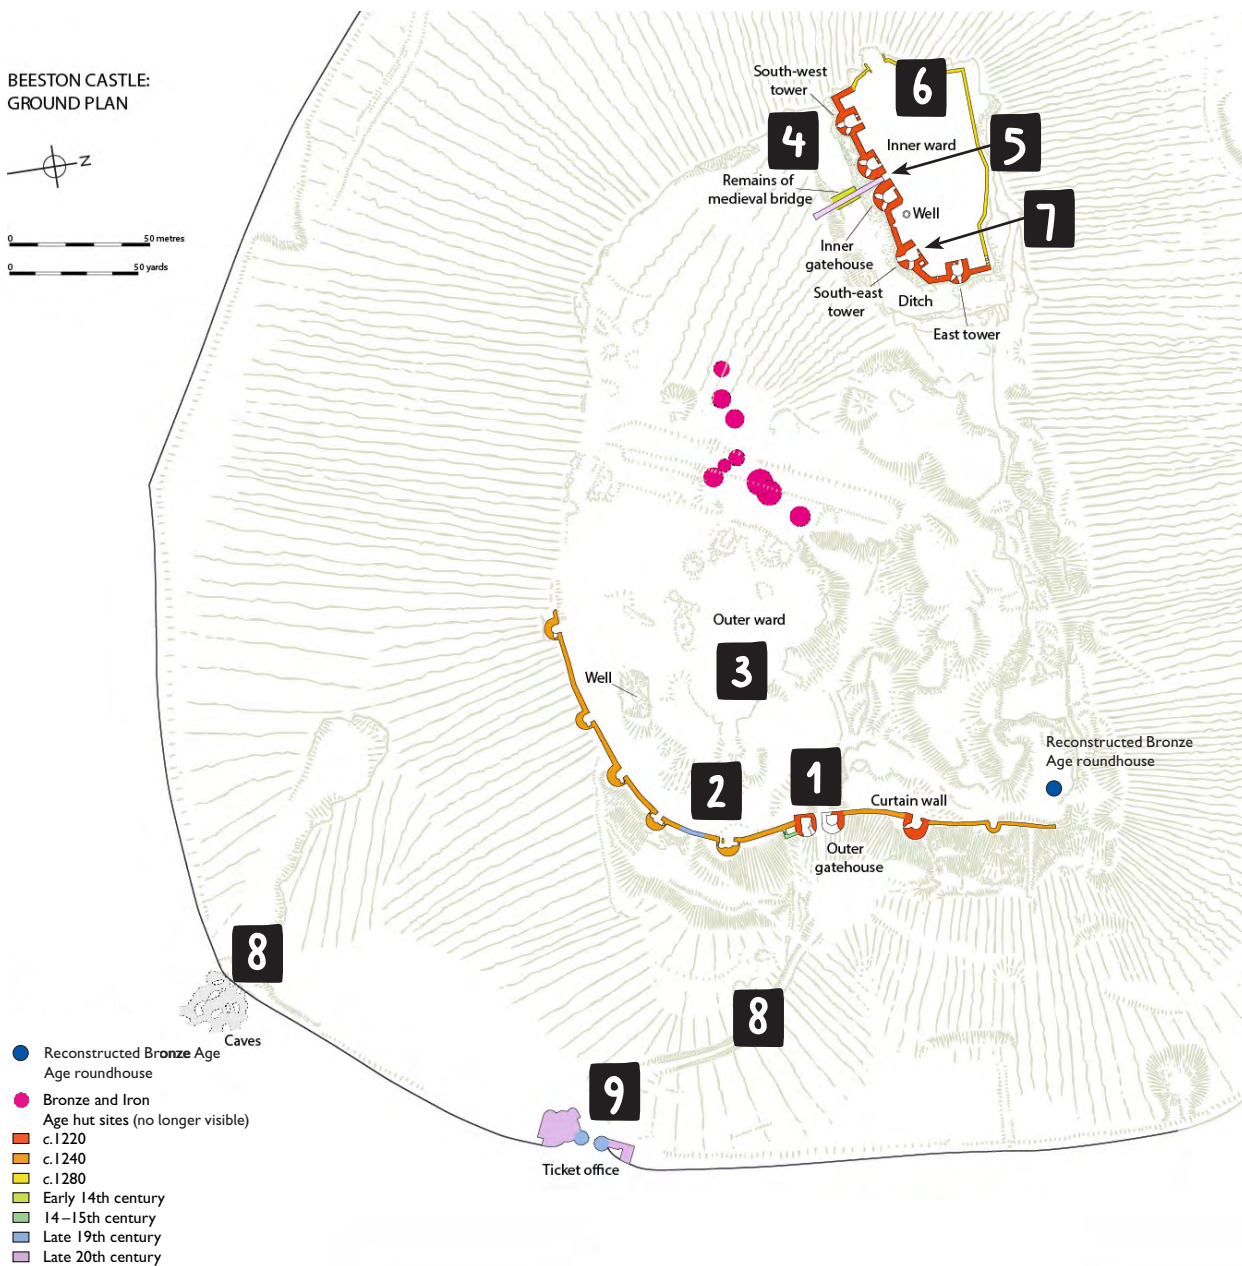 BEESTON CASTLE:
GROUND PLAN
Z
0 50 metres
0 50 yards
South-west
tower
6
4
Inner ward
5
Remains of
medieval bridge
Well
7
Inner
gatehouse
South-east
tower
Ditch
East tower
Outer ward
3
Well
Reconstructed Bronze
Age roundhouse
1
2
Curtain wall
Outer
gatehouse
8
8
Caves
9
Ticket office
Reconstructed Bronze Age
Age roundhouse
Bronze and Iron
Age hut sites (no longer visible)
c.1220
c.1240
c.1280
Early 14th century
14–15th century
Late 19th century
Late 20th century